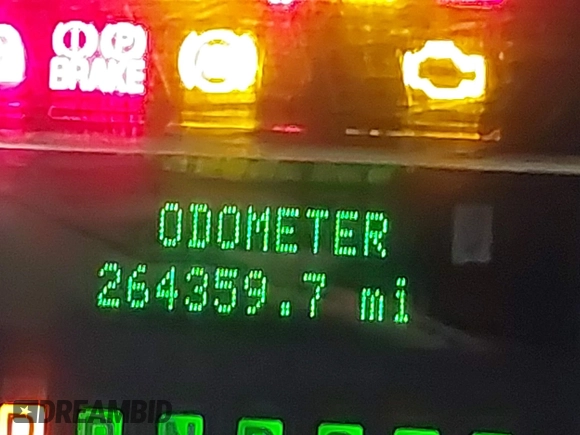 (!) (P)
BRAKE
ODOMETER
264359.7 mi
DREAMBID